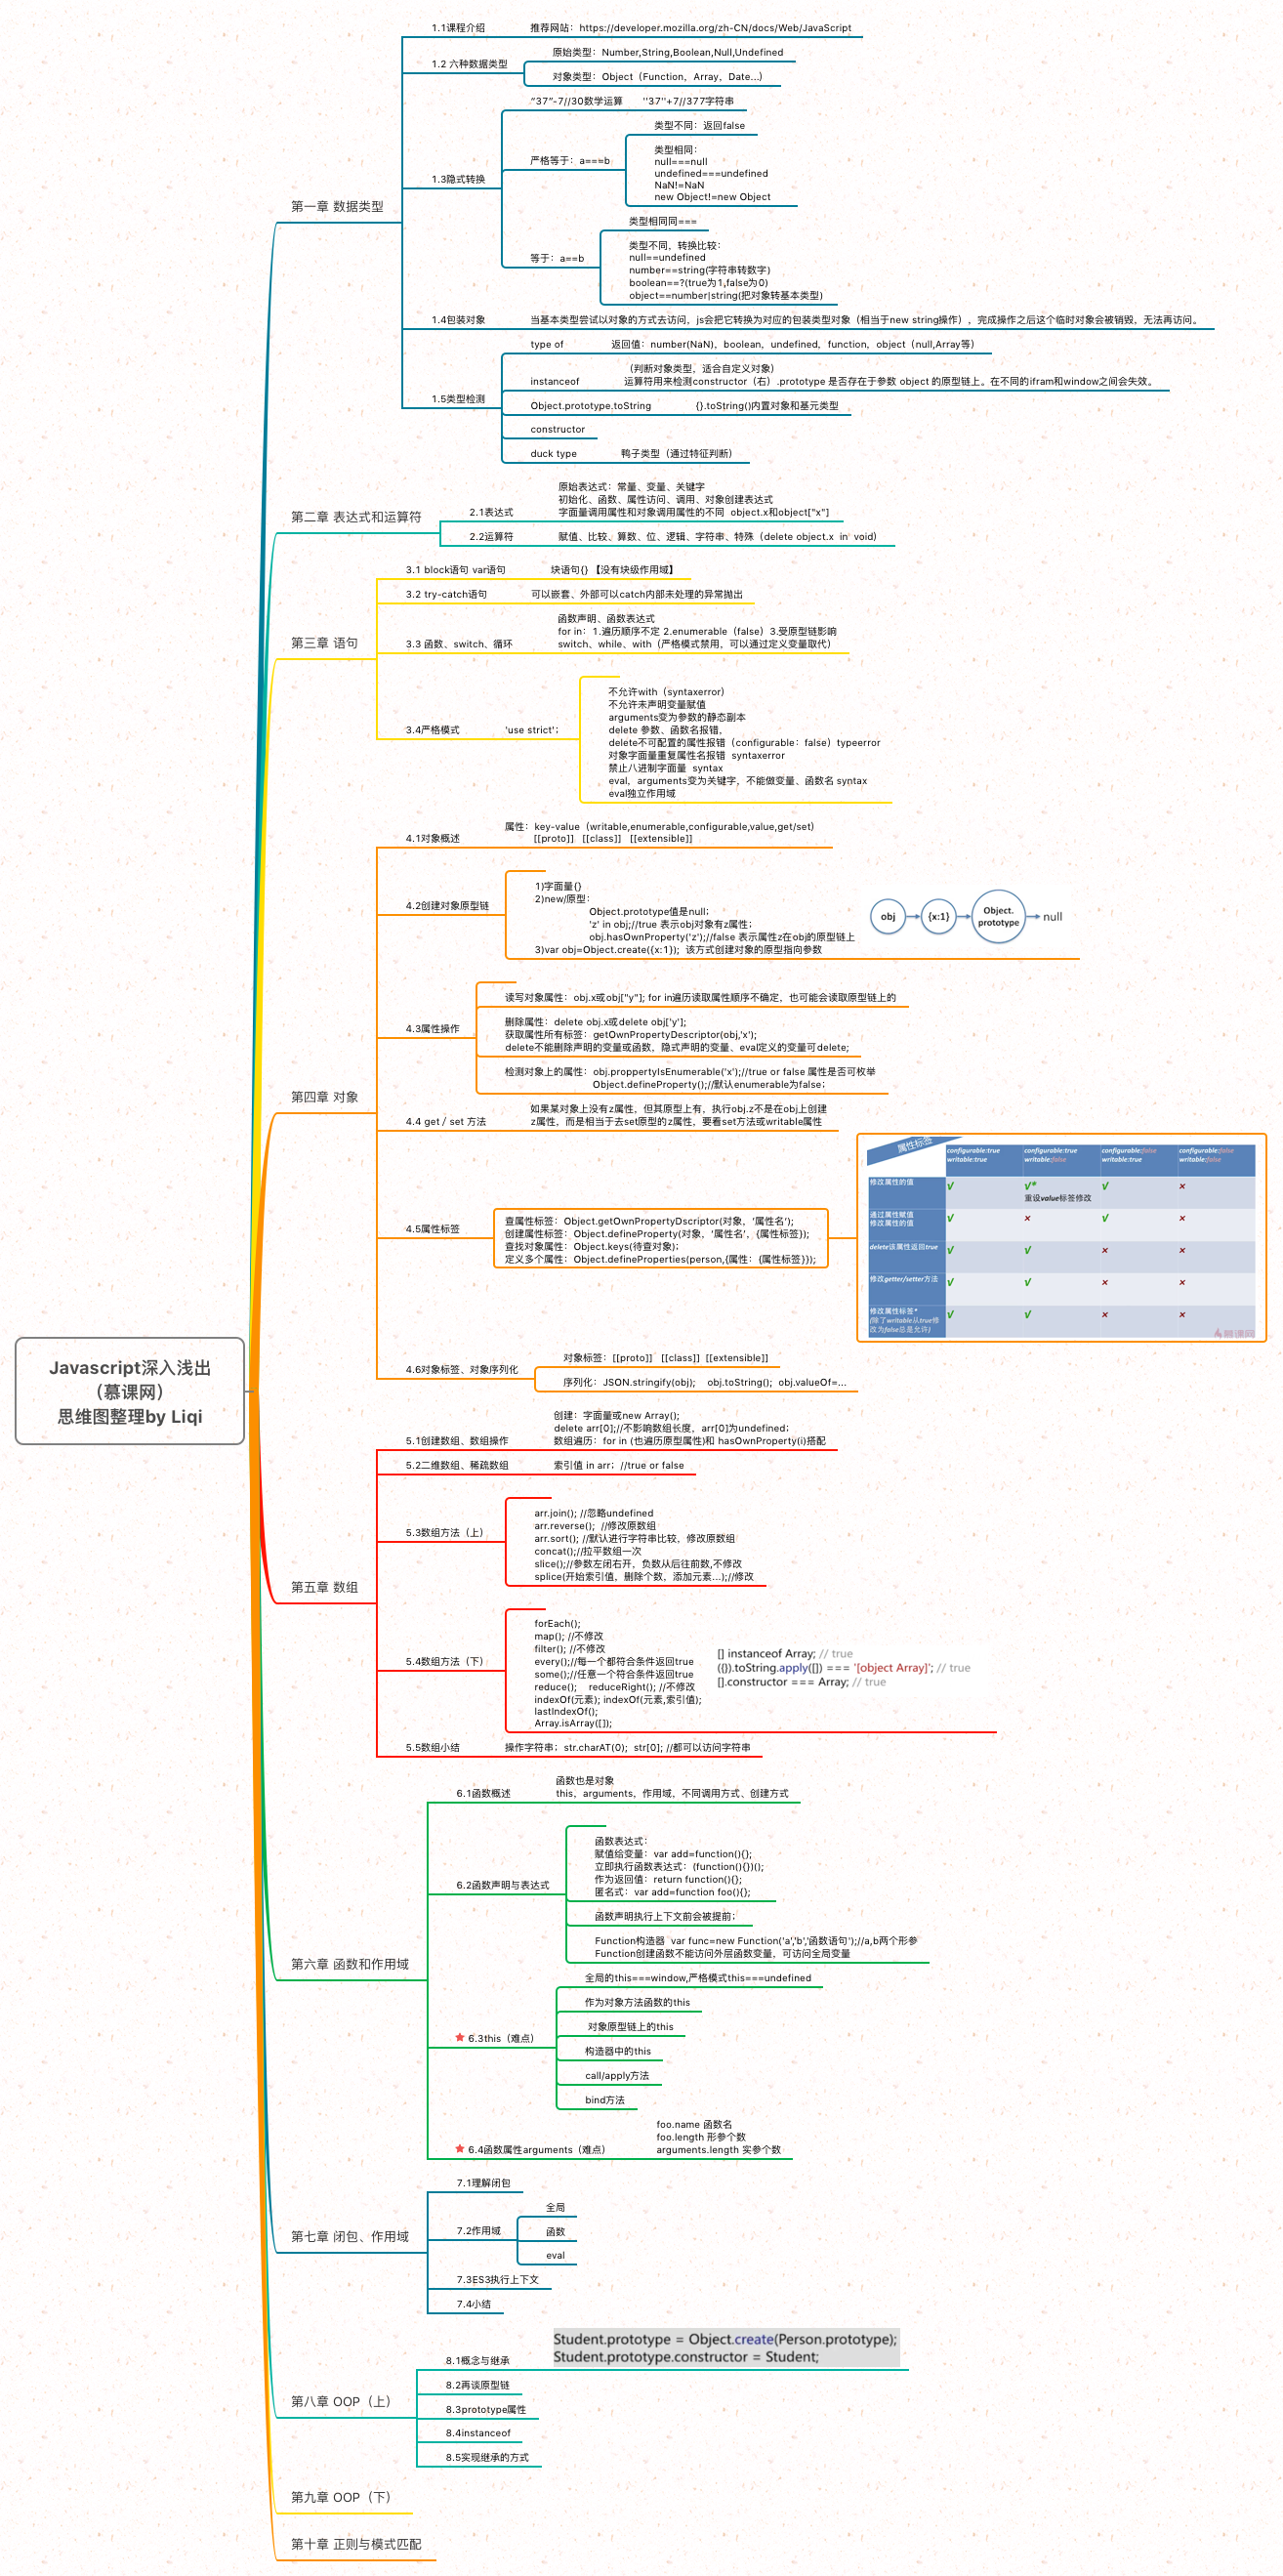 Javascript深入浅出
（慕课网）
思维图整理by Liqi
第一章 数据类型
1.1课程介绍
推荐网站：https://developer.mozilla.org/zh-CN/docs/Web/JavaScript
1.2 六种数据类型
原始类型：Number,String,Boolean,Null,Undefined
对象类型：Object（Function，Array，Date...）
1.3隐式转换
"37"-7//30数学运算 ''37''+7//377字符串
严格等于：a===b
类型不同：返回false
类型相同：
null===null
undefined===undefined
NaN!=NaN
new Object!=new Object
等于：a==b
类型相同同===
类型不同，转换比较：
null==undefined
number==string(字符串转数字)
boolean==?(true为1,false为0)
object==number|string(把对象转基本类型)
1.4包装对象
当基本类型尝试以对象的方式去访问，js会把它转换为对应的包装类型对象（相当于new string操作），完成操作之后这个临时对象会被销毁，无法再访问。
1.5类型检测
type of
返回值：number(NaN)，boolean，undefined，function，object（null,Array等）
instanceof
（判断对象类型，适合自定义对象）
运算符用来检测constructor（右）.prototype 是否存在于参数 object 的原型链上。在不同的ifram和window之间会失效。
Object.prototype.toString
{}.toString()内置对象和基元类型
constructor
duck type
鸭子类型（通过特征判断）
第二章 表达式和运算符
2.1表达式
原始表达式：常量、变量、关键字
初始化、函数、属性访问、调用、对象创建表达式
字面量调用属性和对象调用属性的不同 object.x和object["x"]
2.2运算符
赋值、比较、算数、位、逻辑、字符串、特殊（delete object.x in void）
第三章 语句
3.1 block语句 var语句
块语句{} 【没有块级作用域】
3.2 try-catch语句
可以嵌套、外部可以catch内部未处理的异常抛出
3.3 函数、switch、循环
函数声明、函数表达式
for in：1.遍历顺序不定 2.enumerable（false）3.受原型链影响
switch、while、with（严格模式禁用，可以通过定义变量取代）
3.4严格模式
'use strict';
不允许with（syntaxerror）
不允许未声明变量赋值
arguments变为参数的静态副本
delete 参数、函数名报错，
delete不可配置的属性报错（configurable：false）typeerror
对象字面量重复属性名报错 syntaxerror
禁止八进制字面量 syntax
eval，arguments变为关键字，不能做变量、函数名 syntax
eval独立作用域
第四章 对象
4.1对象概述
属性：key-value（writable,enumerable,configurable,value,get/set）
[[proto]] [[class]] [[extensible]]
4.2创建对象原型链
1)字面量{}
2)new/原型：
Object.prototype值是null；
'z' in obj;//true 表示obj对象有z属性；
obj.hasOwnProperty('z');//false 表示属性z在obj的原型链上
3)var obj=Object.create({x:1}); 该方式创建对象的原型指向参数
obj
{x:1}
Object.
prototype
null
4.3属性操作
读写对象属性：obj.x或obj["y"]; for in遍历读取属性顺序不确定，也可能会读取原型链上的
删除属性：delete obj.x或delete obj['y'];
获取属性所有标签：getOwnPropertyDescriptor(obj,'x');
delete不能删除声明的变量或函数，隐式声明的变量、eval定义的变量可delete;
检测对象上的属性：obj.proppertyIsEnumerable('x');//true or false 属性是否可枚举
Object.defineProperty();//默认enumerable为false；
4.4 get / set 方法
如果某对象上没有z属性，但其原型上有，执行obj.z不是在obj上创建
z属性，而是相当于去set原型的z属性，要看set方法或writable属性
4.5属性标签
查属性标签：Object.getOwnPropertyDscriptor(对象，'属性名');
创建属性标签：Object.defineProperty(对象，'属性名'，{属性标签});
查找对象属性：Object.keys(待查对象)；
定义多个属性：Object.defineProperties(person,{属性：{属性标签}});
属性标签
configurable:true
writable:true
configurable:true
writable:false
configurable:false
writable:true
configurable:false
writable:false
修改属性的值
√ √* √ ×
重设value标签修改
通过属性赋值
修改属性的值
√ × √ ×
delete该属性返回true
√ √ × ×
修改getter/setter方法
√ √ × ×
修改属性标签*
(除了writable从true修
改为false总是允许)
√ √ × ×
慕课网
4.6对象标签、对象序列化
对象标签：[[proto]] [[class]] [[extensible]]
序列化：JSON.stringify(obj); obj.toString(); obj.valueOf=...
第五章 数组
5.1创建数组、数组操作
创建：字面量或new Array();
delete arr[0];//不影响数组长度，arr[0]为undefined；
数组遍历：for in (也遍历原型属性)和 hasOwnProperty(i)搭配
5.2二维数组、稀疏数组
索引值 in arr；//true or false
5.3数组方法（上）
arr.join(); //忽略undefined
arr.reverse(); //修改原数组
arr.sort(); //默认进行字符串比较，修改原数组
concat();//拉平数组一次
slice();//参数左闭右开，负数从后往前数,不修改
splice(开始索引值，删除个数，添加元素...);//修改
5.4数组方法（下）
forEach();
map(); //不修改
filter(); //不修改
every();//每一个都符合条件返回true
some();//任意一个符合条件返回true
reduce(); reduceRight(); //不修改
indexOf(元素); indexOf(元素,索引值);
lastIndexOf();
Array.isArray([]);
[] instanceof Array; // true
({}).toString.apply([]) === '[object Array]'; // true
[].constructor === Array; // true
5.5数组小结
操作字符串；str.charAT(0); str[0]; //都可以访问字符串
第六章 函数和作用域
6.1函数概述
函数也是对象
this，arguments，作用域，不同调用方式、创建方式
6.2函数声明与表达式
函数表达式：
赋值给变量：var add=function(){};
立即执行函数表达式：(function(){})();
作为返回值：return function(){};
匿名式：var add=function foo(){};
函数声明执行上下文前会被提前；
Function构造器 var func=new Function('a','b','函数语句');//a,b两个形参
Function创建函数不能访问外层函数变量，可访问全局变量
6.3this（难点）
全局的this===window,严格模式this===undefined
作为对象方法函数的this
对象原型链上的this
构造器中的this
call/apply方法
bind方法
6.4函数属性arguments（难点）
foo.name 函数名
foo.length 形参个数
arguments.length 实参个数
第七章 闭包、作用域
7.1理解闭包
7.2作用域
全局
函数
eval
7.3ES3执行上下文
7.4小结
第八章 OOP（上）
8.1概念与继承
Student.prototype = Object.create(Person.prototype);
Student.prototype.constructor = Student;
8.2再谈原型链
8.3prototype属性
8.4instanceof
8.5实现继承的方式
第九章 OOP（下）
第十章 正则与模式匹配